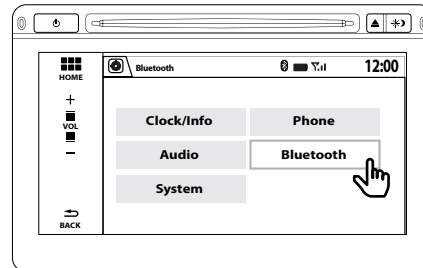 HOME
Bluetooth
12:00
+
VOL
–
Clock/Info
Phone
Audio
Bluetooth
System
BACK